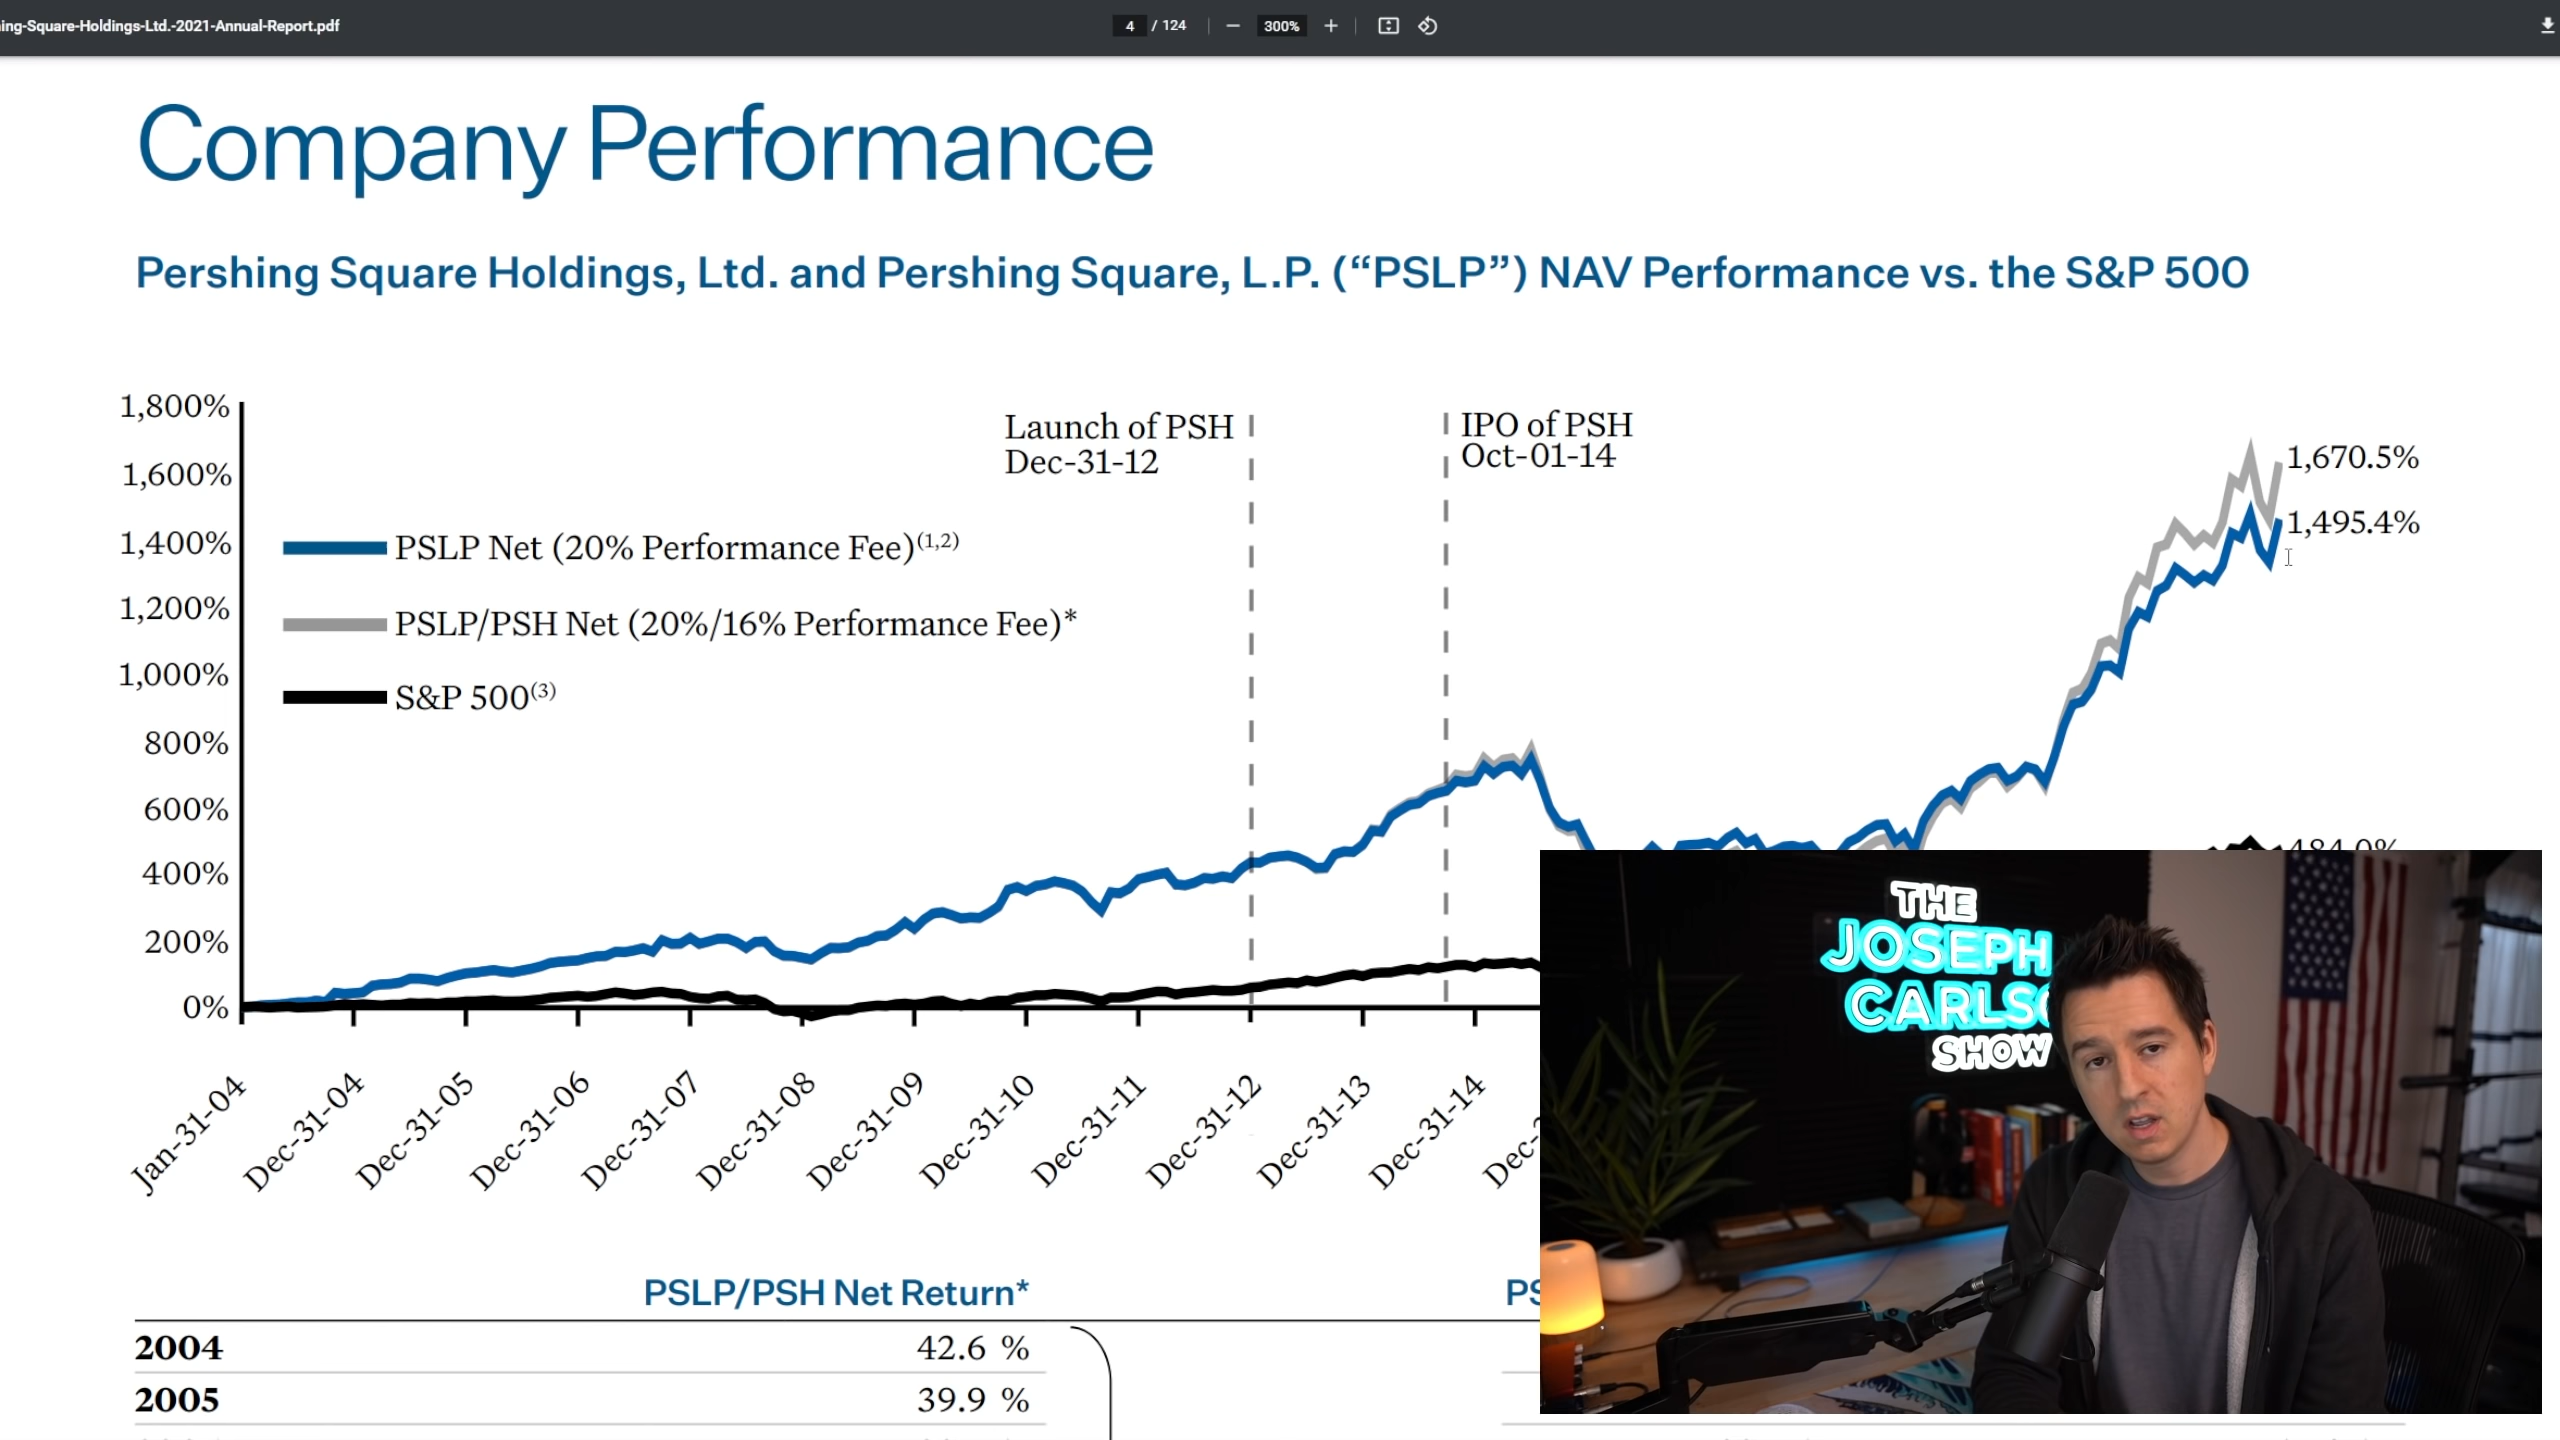 ing-Square-Holdings-Ltd.-2021-Annual-Report.pdf
4 / 124
300%
Company Performance
Pershing Square Holdings, Ltd. and Pershing Square, L.P. (“PSLP”) NAV Performance vs. the S&P 500
1,800%
1,600%
1,400%
1,200%
1,000%
800%
600%
400%
200%
0%
Launch of PSH
Dec-31-12
IPO of PSH
Oct-01-14
1,670.5%
1,495.4%
484.0%
PSLP Net (20% Performance Fee)(1,2)
PSLP/PSH Net (20%/16% Performance Fee)*
S&P 500(3)
Jan-31-04
Dec-31-04
Dec-31-05
Dec-31-06
Dec-31-07
Dec-31-08
Dec-31-09
Dec-31-10
Dec-31-11
Dec-31-12
Dec-31-13
Dec-31-14
Dec-
THE
JOSEPH
CARLSO
SHOW
PSLP/PSH Net Return*
PS
2004 42.6 %
2005 39.9 %